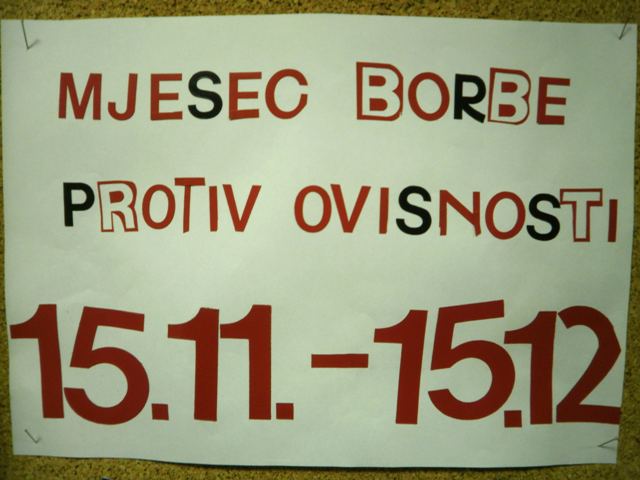 MJESEC BORBE
PROTIV OVISNOSTI
15.11.-15.12